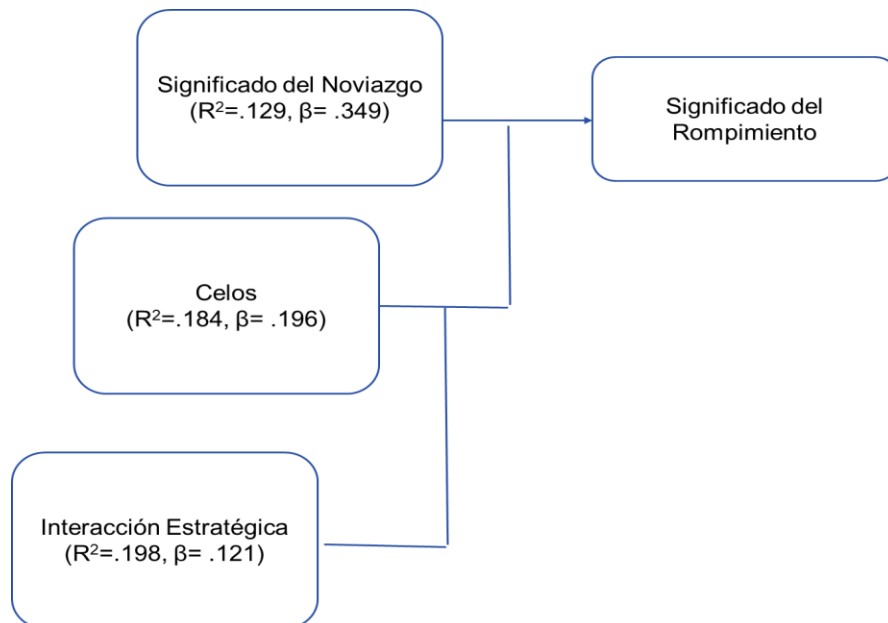 Significado del Noviazgo
(R²=.129, β= .349)
Significado del
Rompimiento
Celos
(R²=.184, β= .196)
Interacción Estratégica
(R²=.198, β= .121)